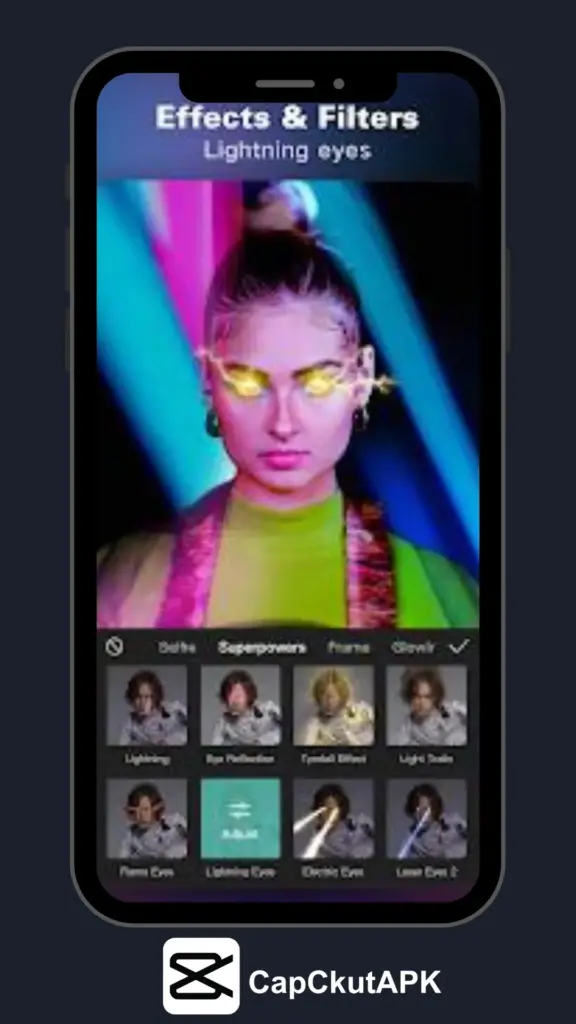 Effects & Filters
Lightning eyes
Selfie Superpowers Frame Glowin
Lightning Eye Reflection Tyndall Effect Light Trails
Adjust
Flame Eyes Lightning Eyes Electric Eyes Laser Eyes 2
CapCkutAPK